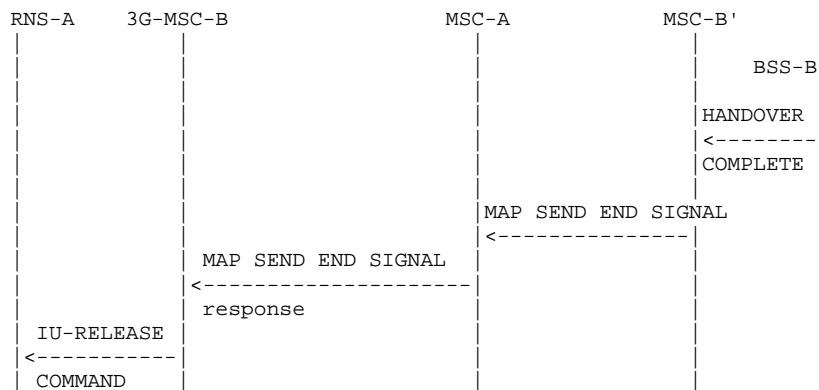 RNS-A 3G-MSC-B MSC-A MSC-B'
BSS-B
HANDOVER
COMPLETE
MAP SEND END SIGNAL
MAP SEND END SIGNAL
response
IU-RELEASE
COMMAND